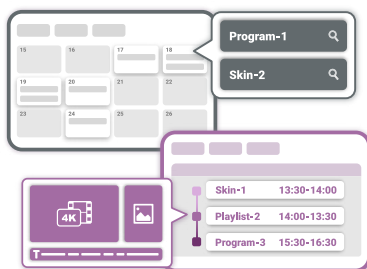 15 16 17 18
Program-1
Skin-2
19 20 21 22
23 24 25 26
Skin-1 13:30-14:00
Playlist-2 14:00-13:30
Program-3 15:30-16:30
4K
T